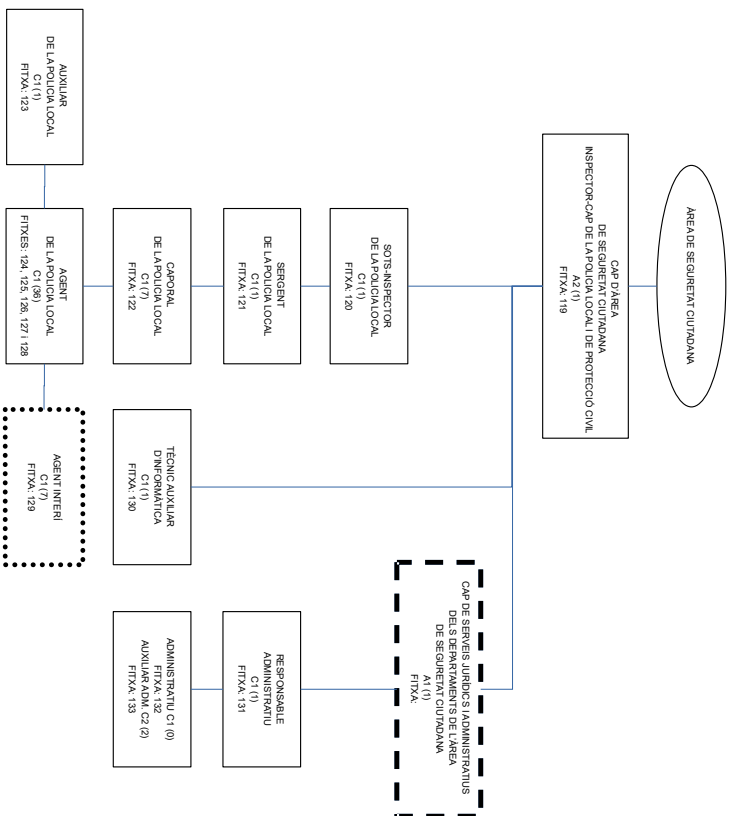 ÀREA DE SEGURETAT CIUTADANA
CAP D'ÀREA
DE SEGURETAT CIUTADANA
INSPECTOR-CAP DE LA POLICIA LOCAL I DE PROTECCIÓ CIVIL
A2 (1)
FITXA: 119
SOTS-INSPECTOR
DE LA POLICIA LOCAL
C1 (1)
FITXA: 120
SERGENT
DE LA POLICIA LOCAL
C1 (1)
FITXA: 121
CAPORAL
DE LA POLICIA LOCAL
C1 (7)
FITXA: 122
AUXILIAR
DE LA POLICIA LOCAL
C1 (1)
FITXA: 123
AGENT
DE LA POLICIA LOCAL
C1 (36)
FITXES: 124, 125, 126, 127 i 128
AGENT INTERÍ
C1 (7)
FITXA: 129
TÈCNIC AUXILIAR
D'INFORMÀTICA
C1 (1)
FITXA: 130
CAP DE SERVEIS JURÍDICS I ADMINISTRATIUS
DELS DEPARTAMENTS DE L'ÀREA
DE SEGURETAT CIUTADANA
A1 (1)
FITXA:
RESPONSABLE
ADMINISTRATIU
C1 (1)
FITXA: 131
ADMINISTRATIU C1 (0)
FITXA: 132
AUXILIAR ADM. C2 (2)
FITXA: 133